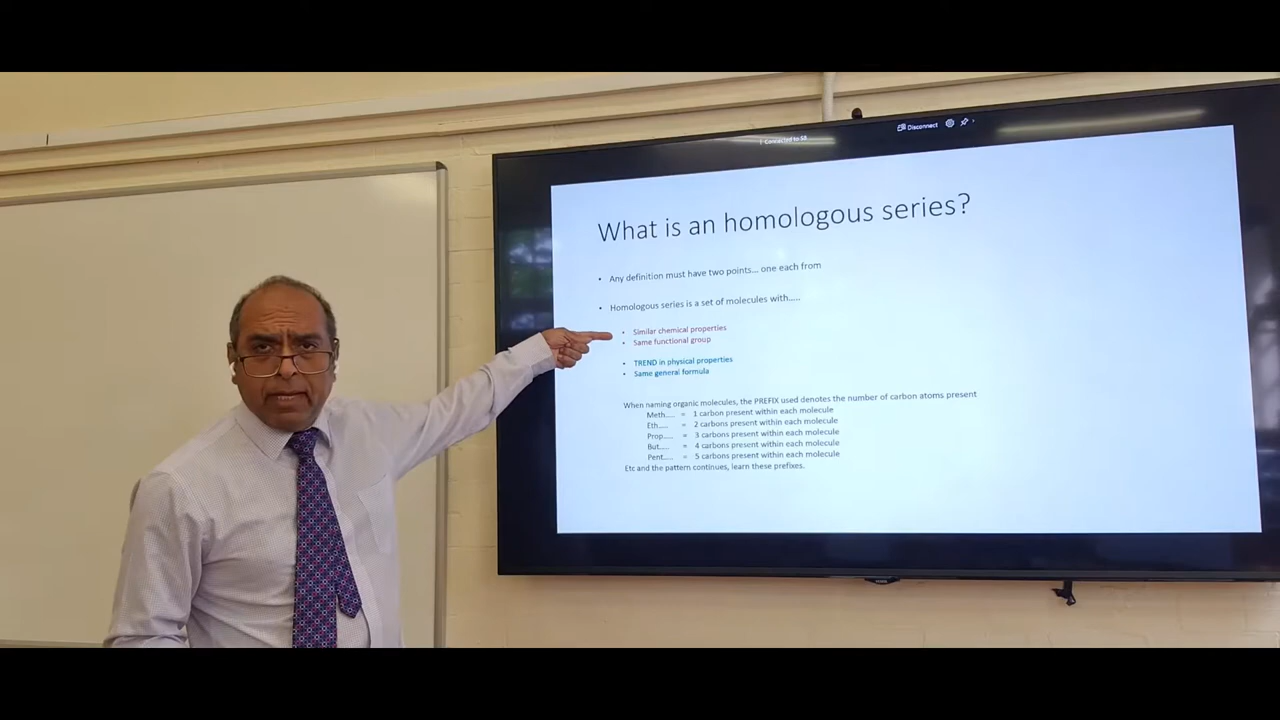 Connected to S8
Disconnect
What is an homologous series?
• Any definition must have two points... one each from
• Homologous series is a set of molecules with.....
• Similar chemical properties
• Same functional group
• TREND in physical properties
• Same general formula
When naming organic molecules, the PREFIX used denotes the number of carbon atoms present
Meth..... = 1 carbon present within each molecule
Eth..... = 2 carbons present within each molecule
Prop..... = 3 carbons present within each molecule
But..... = 4 carbons present within each molecule
Pent..... = 5 carbons present within each molecule
Etc and the pattern continues, learn these prefixes.